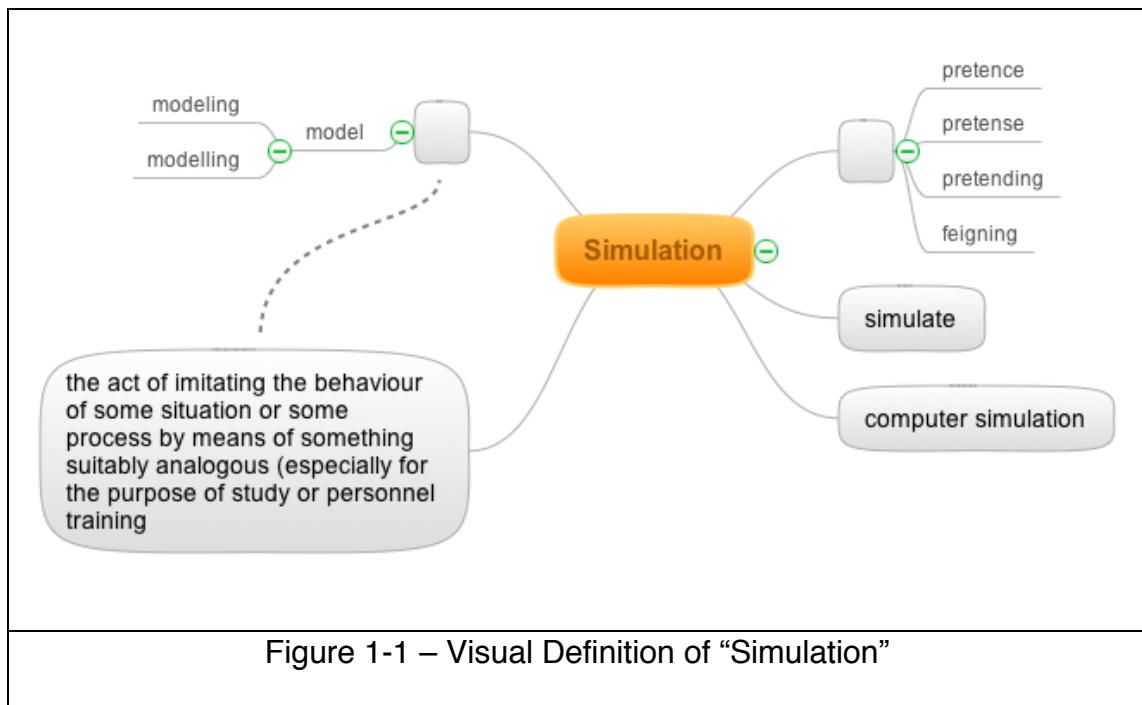 modeling
modelling
model
pretence
pretense
pretending
feigning
Simulation
simulate
computer simulation
the act of imitating the behaviour
of some situation or some
process by means of something
suitably analogous (especially for
the purpose of study or personnel
training
Figure 1-1 – Visual Definition of “Simulation”